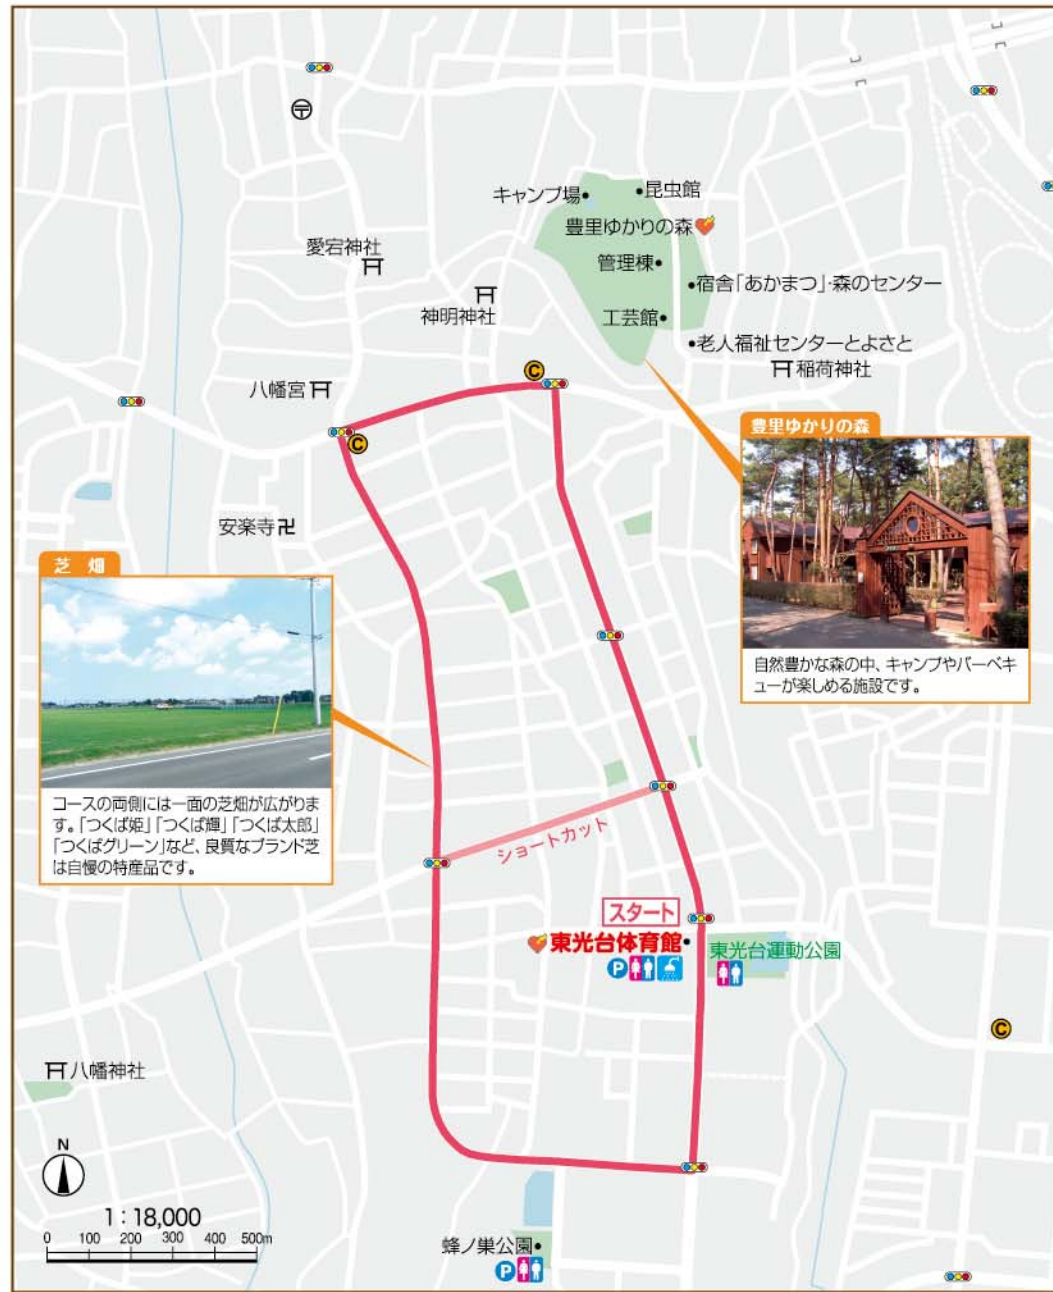 〒
キャンプ場
昆虫館
豊里ゆかりの森
愛宕神社
管理棟
宿舎「あかまつ」・森のセンター
神明神社
工芸館
老人福祉センターとよさと
稲荷神社
八幡宮
C
C
豊里ゆかりの森
自然豊かな森の中、キャンプやバーベキ
ューが楽しめる施設です。
安楽寺卍
芝 畑
コースの両側には一面の芝畑が広がりま
す。「つくば姫」「つくば輝」「つくば太郎」
「つくばグリーン」など、良質なブランド芝
は自慢の特産品です。
ショートカット
スタート
東光台体育館
P
東光台運動公園
C
八幡神社
N
1：18,000
0 100 200 300 400 500m
蜂ノ巣公園
P